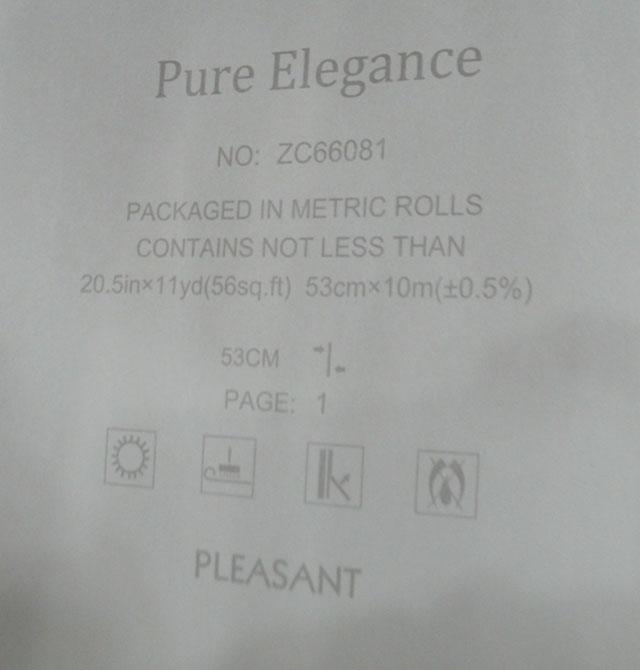 Pure Elegance
NO: ZC66081
PACKAGED IN METRIC ROLLS
CONTAINS NOT LESS THAN
20.5in×11yd(56sq.ft) 53cm×10m(±0.5%)
53CM
PAGE: 1
PLEASANT